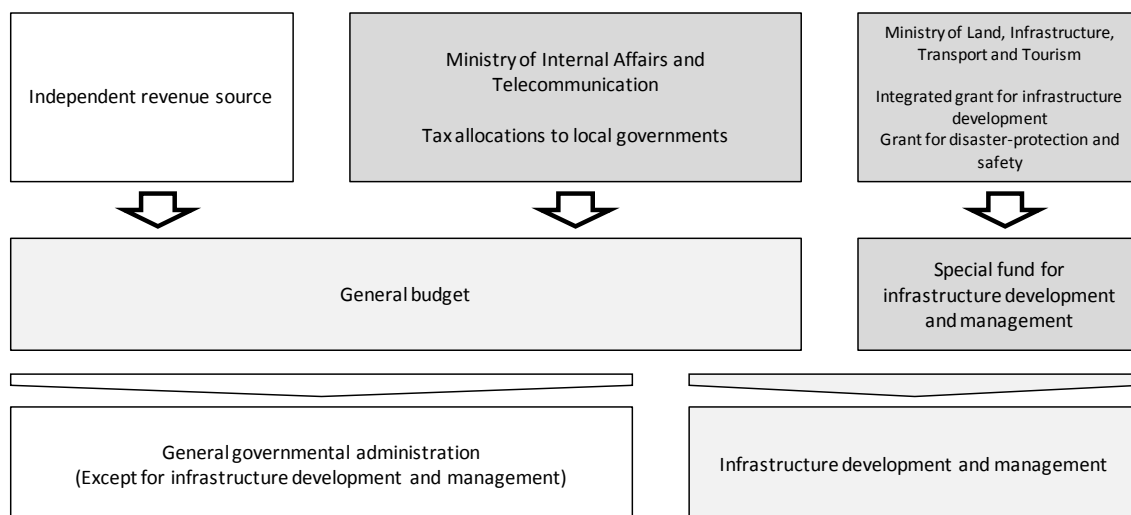 Independent revenue source
Ministry of Internal Affairs and
Telecommunication
Tax allocations to local governments
Ministry of Land, Infrastructure,
Transport and Tourism
Integrated grant for infrastructure
development
Grant for disaster-protection and
safety
General budget
Special fund for
infrastructure development
and management
General governmental administration
(Except for infrastructure development and management)
Infrastructure development and management